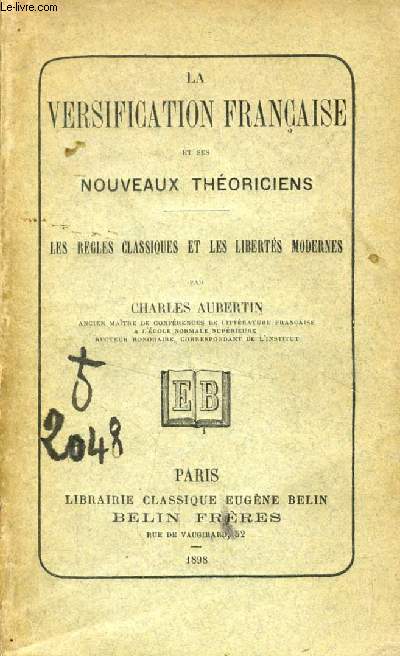 Le-livre.com
LA
VERSIFICATION FRANÇAISE
ET SES
NOUVEAUX THÉORICIENS
LES RÈGLES CLASSIQUES ET LES LIBERTÉS MODERNES
PAR
CHARLES AUBERTIN
ANCIEN MAÎTRE DE CONFÉRENCES DE LITTÉRATURE FRANÇAISE
A L'ÉCOLE NORMALE SUPÉRIEURE
RECTEUR HONORAIRE, CORRESPONDANT DE L'INSTITUT
5
2048
EB
PARIS
LIBRAIRIE CLASSIQUE EUGÈNE BELIN
BELIN FRÈRES
RUE DE VAUGIRARD, 52
1898